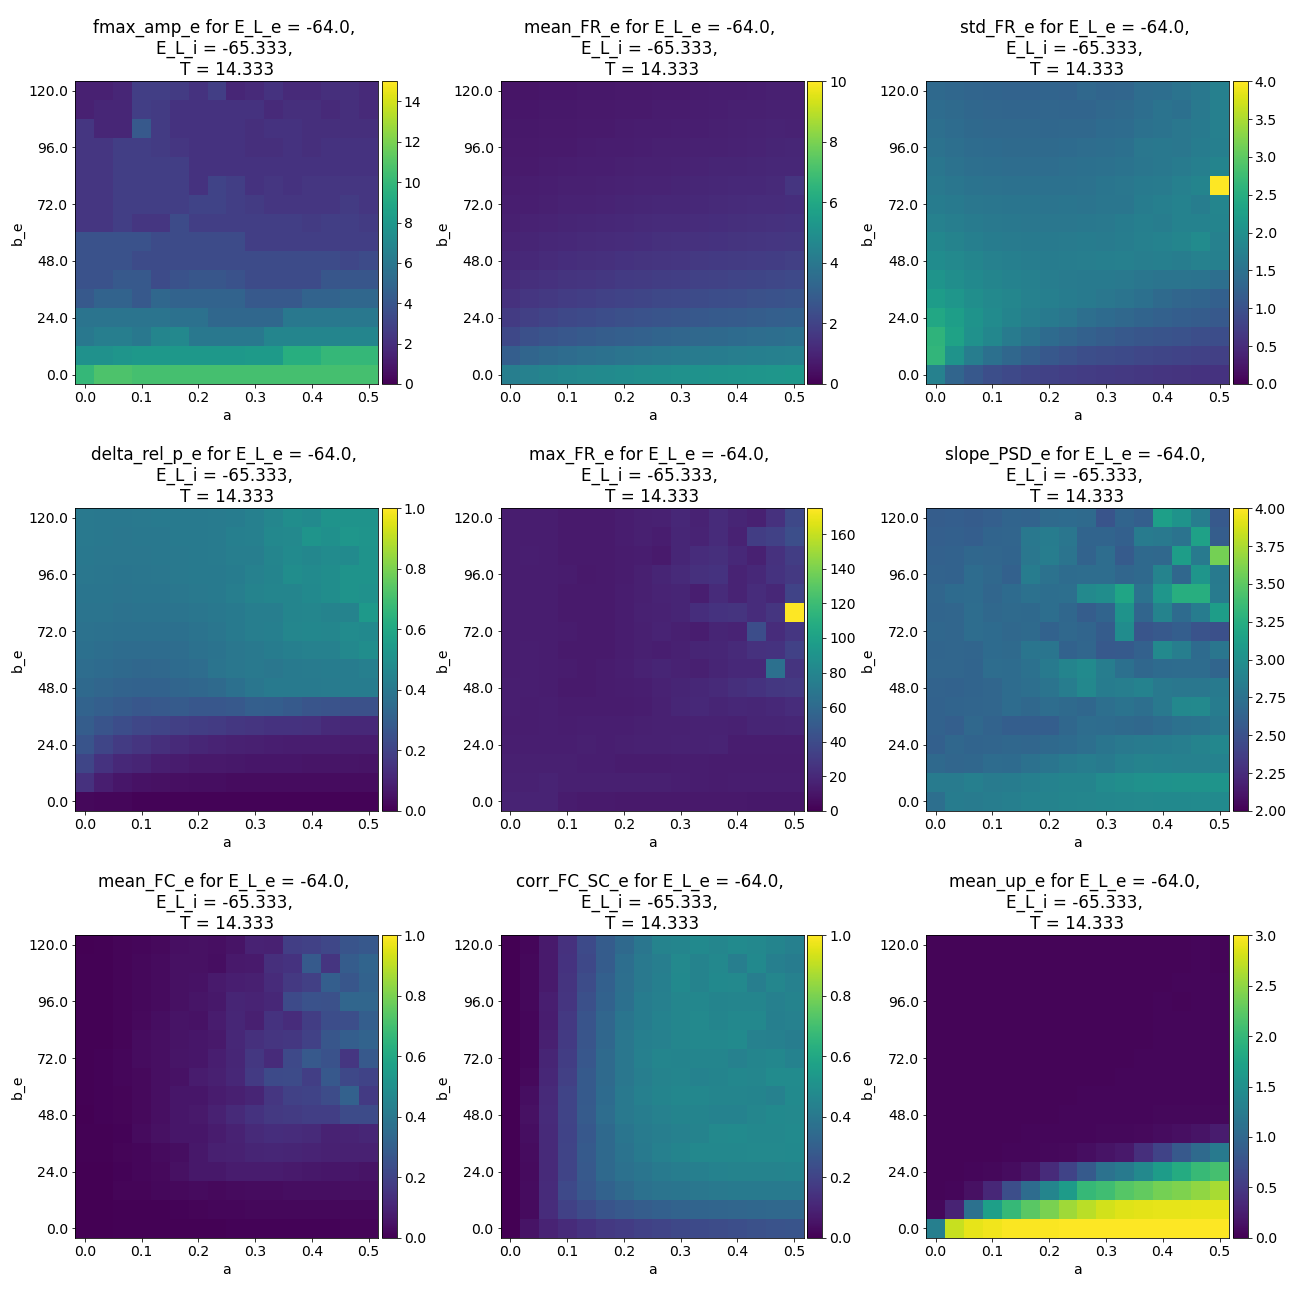 fmax_amp_e for E_L_e = -64.0,
E_L_i = -65.333,
T = 14.333
120.0
96.0
72.0
48.0
24.0
0.0
b_e
0.0 0.1 0.2 0.3 0.4 0.5
a
14
12
10
8
6
4
2
0
mean_FR_e for E_L_e = -64.0,
E_L_i = -65.333,
T = 14.333
120.0
96.0
72.0
48.0
24.0
0.0
b_e
0.0 0.1 0.2 0.3 0.4 0.5
a
10
8
6
4
2
0
std_FR_e for E_L_e = -64.0,
E_L_i = -65.333,
T = 14.333
120.0
96.0
72.0
48.0
24.0
0.0
b_e
0.0 0.1 0.2 0.3 0.4 0.5
a
4.0
3.5
3.0
2.5
2.0
1.5
1.0
0.5
0.0
delta_rel_p_e for E_L_e = -64.0,
E_L_i = -65.333,
T = 14.333
120.0
96.0
72.0
48.0
24.0
0.0
b_e
0.0 0.1 0.2 0.3 0.4 0.5
a
1.0
0.8
0.6
0.4
0.2
0.0
max_FR_e for E_L_e = -64.0,
E_L_i = -65.333,
T = 14.333
120.0
96.0
72.0
48.0
24.0
0.0
b_e
0.0 0.1 0.2 0.3 0.4 0.5
a
160
140
120
100
80
60
40
20
0
slope_PSD_e for E_L_e = -64.0,
E_L_i = -65.333,
T = 14.333
120.0
96.0
72.0
48.0
24.0
0.0
b_e
0.0 0.1 0.2 0.3 0.4 0.5
a
4.00
3.75
3.50
3.25
3.00
2.75
2.50
2.25
2.00
mean_FC_e for E_L_e = -64.0,
E_L_i = -65.333,
T = 14.333
120.0
96.0
72.0
48.0
24.0
0.0
b_e
0.0 0.1 0.2 0.3 0.4 0.5
a
1.0
0.8
0.6
0.4
0.2
0.0
corr_FC_SC_e for E_L_e = -64.0,
E_L_i = -65.333,
T = 14.333
120.0
96.0
72.0
48.0
24.0
0.0
b_e
0.0 0.1 0.2 0.3 0.4 0.5
a
1.0
0.8
0.6
0.4
0.2
0.0
mean_up_e for E_L_e = -64.0,
E_L_i = -65.333,
T = 14.333
120.0
96.0
72.0
48.0
24.0
0.0
b_e
0.0 0.1 0.2 0.3 0.4 0.5
a
3.0
2.5
2.0
1.5
1.0
0.5
0.0